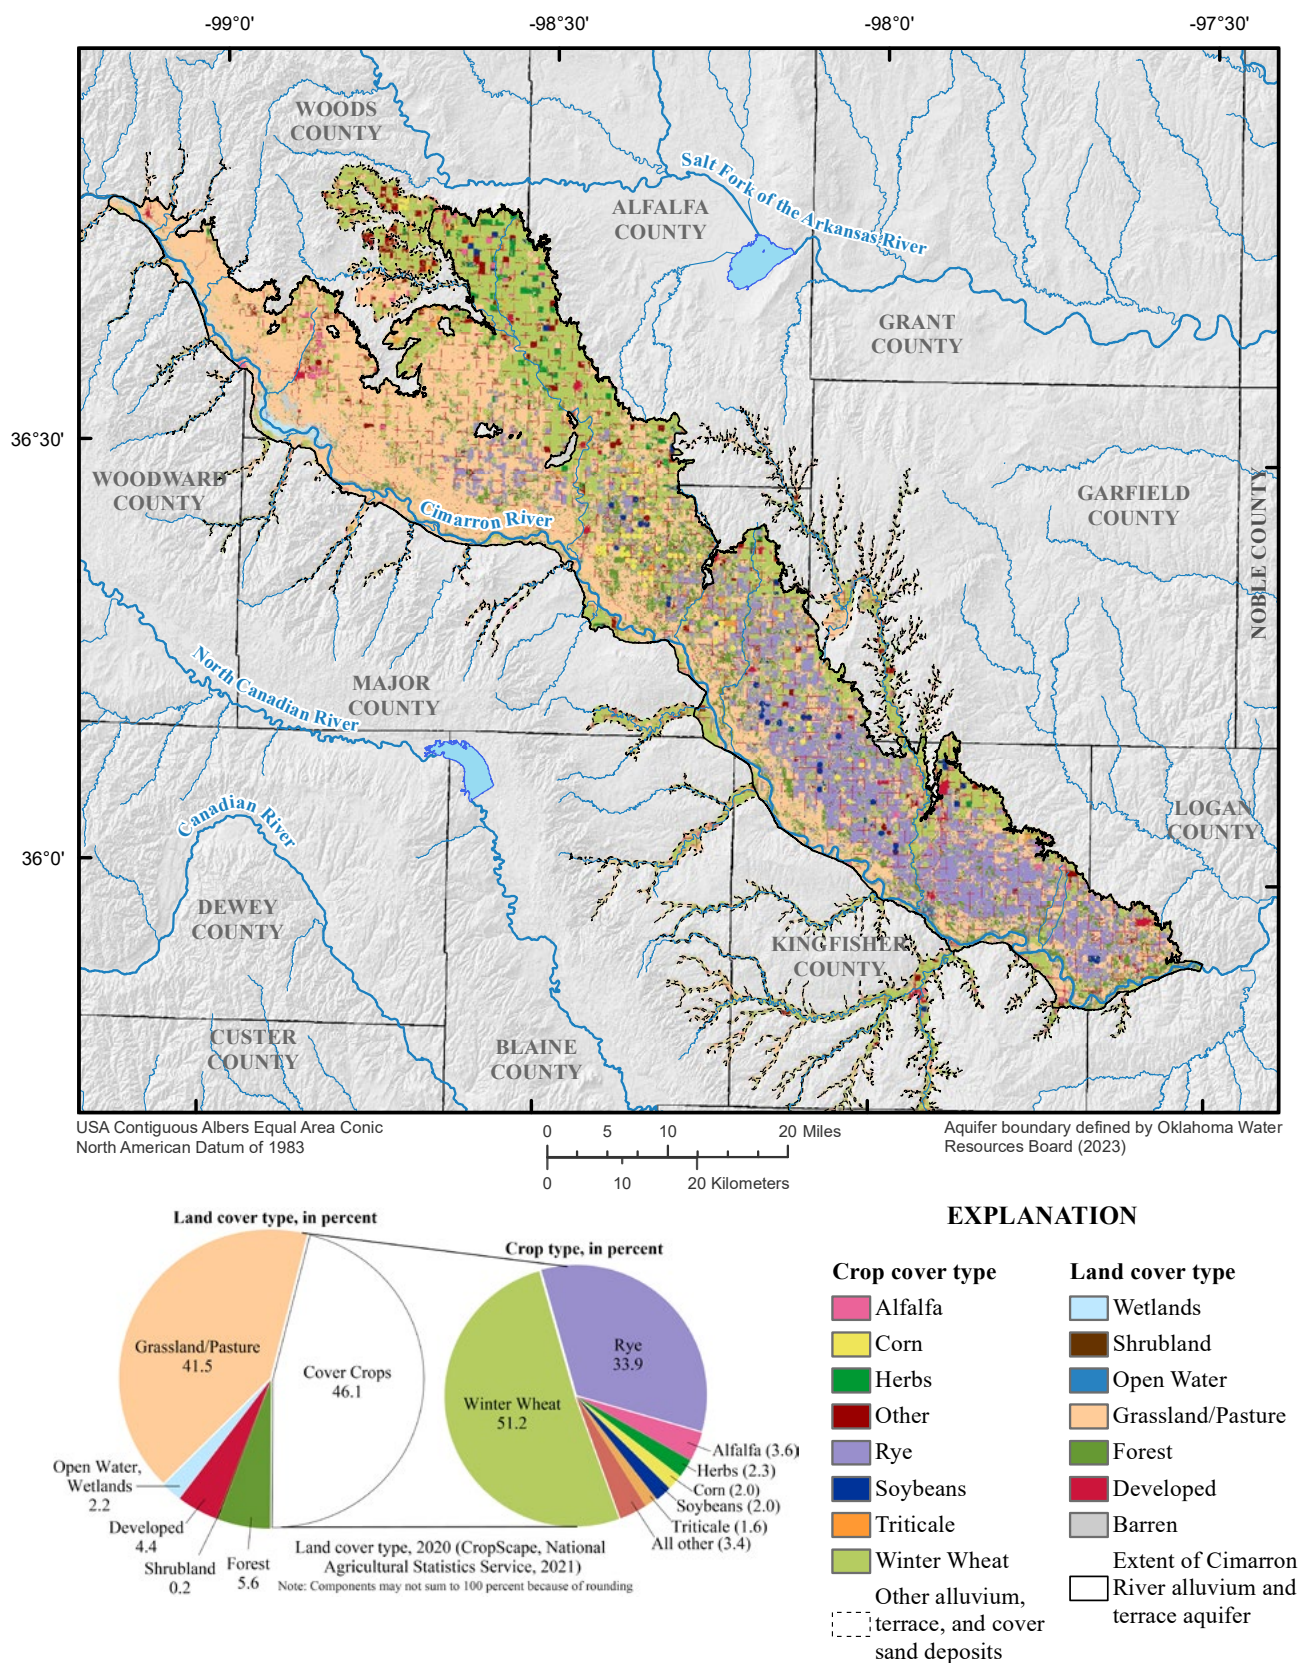 -99°0'
-98°30'
-98°0'
-97°30'
WOODS
COUNTY
Salt Fork of the Arkansas River
ALFALFA
COUNTY
GRANT
COUNTY
36°30'
WOODWARD
COUNTY
GARFIELD
COUNTY
NOBLE COUNTY
Cimarron River
North Canadian River
MAJOR
COUNTY
Canadian River
LOGAN
COUNTY
36°0'
DEWEY
COUNTY
KINGFISHER
COUNTY
CUSTER
COUNTY
BLAINE
COUNTY
USA Contiguous Albers Equal Area Conic
North American Datum of 1983
0 5 10 20 Miles
0 10 20 Kilometers
Aquifer boundary defined by Oklahoma Water
Resources Board (2023)
Land cover type, in percent
Grassland/Pasture
41.5
Cover Crops
46.1
Open Water,
Wetlands
2.2
Developed
4.4
Shrubland
0.2
Forest
5.6
Crop type, in percent
Rye
33.9
Winter Wheat
51.2
Alfalfa (3.6)
Herbs (2.3)
Corn (2.0)
Soybeans (2.0)
Triticale (1.6)
All other (3.4)
Land cover type, 2020 (CropScape, National
Agricultural Statistics Service, 2021)
Note: Components may not sum to 100 percent because of rounding
EXPLANATION
Crop cover type
Alfalfa
Corn
Herbs
Other
Rye
Soybeans
Triticale
Winter Wheat
Other alluvium,
terrace, and cover
sand deposits
Land cover type
Wetlands
Shrubland
Open Water
Grassland/Pasture
Forest
Developed
Barren
Extent of Cimarron
River alluvium and
terrace aquifer